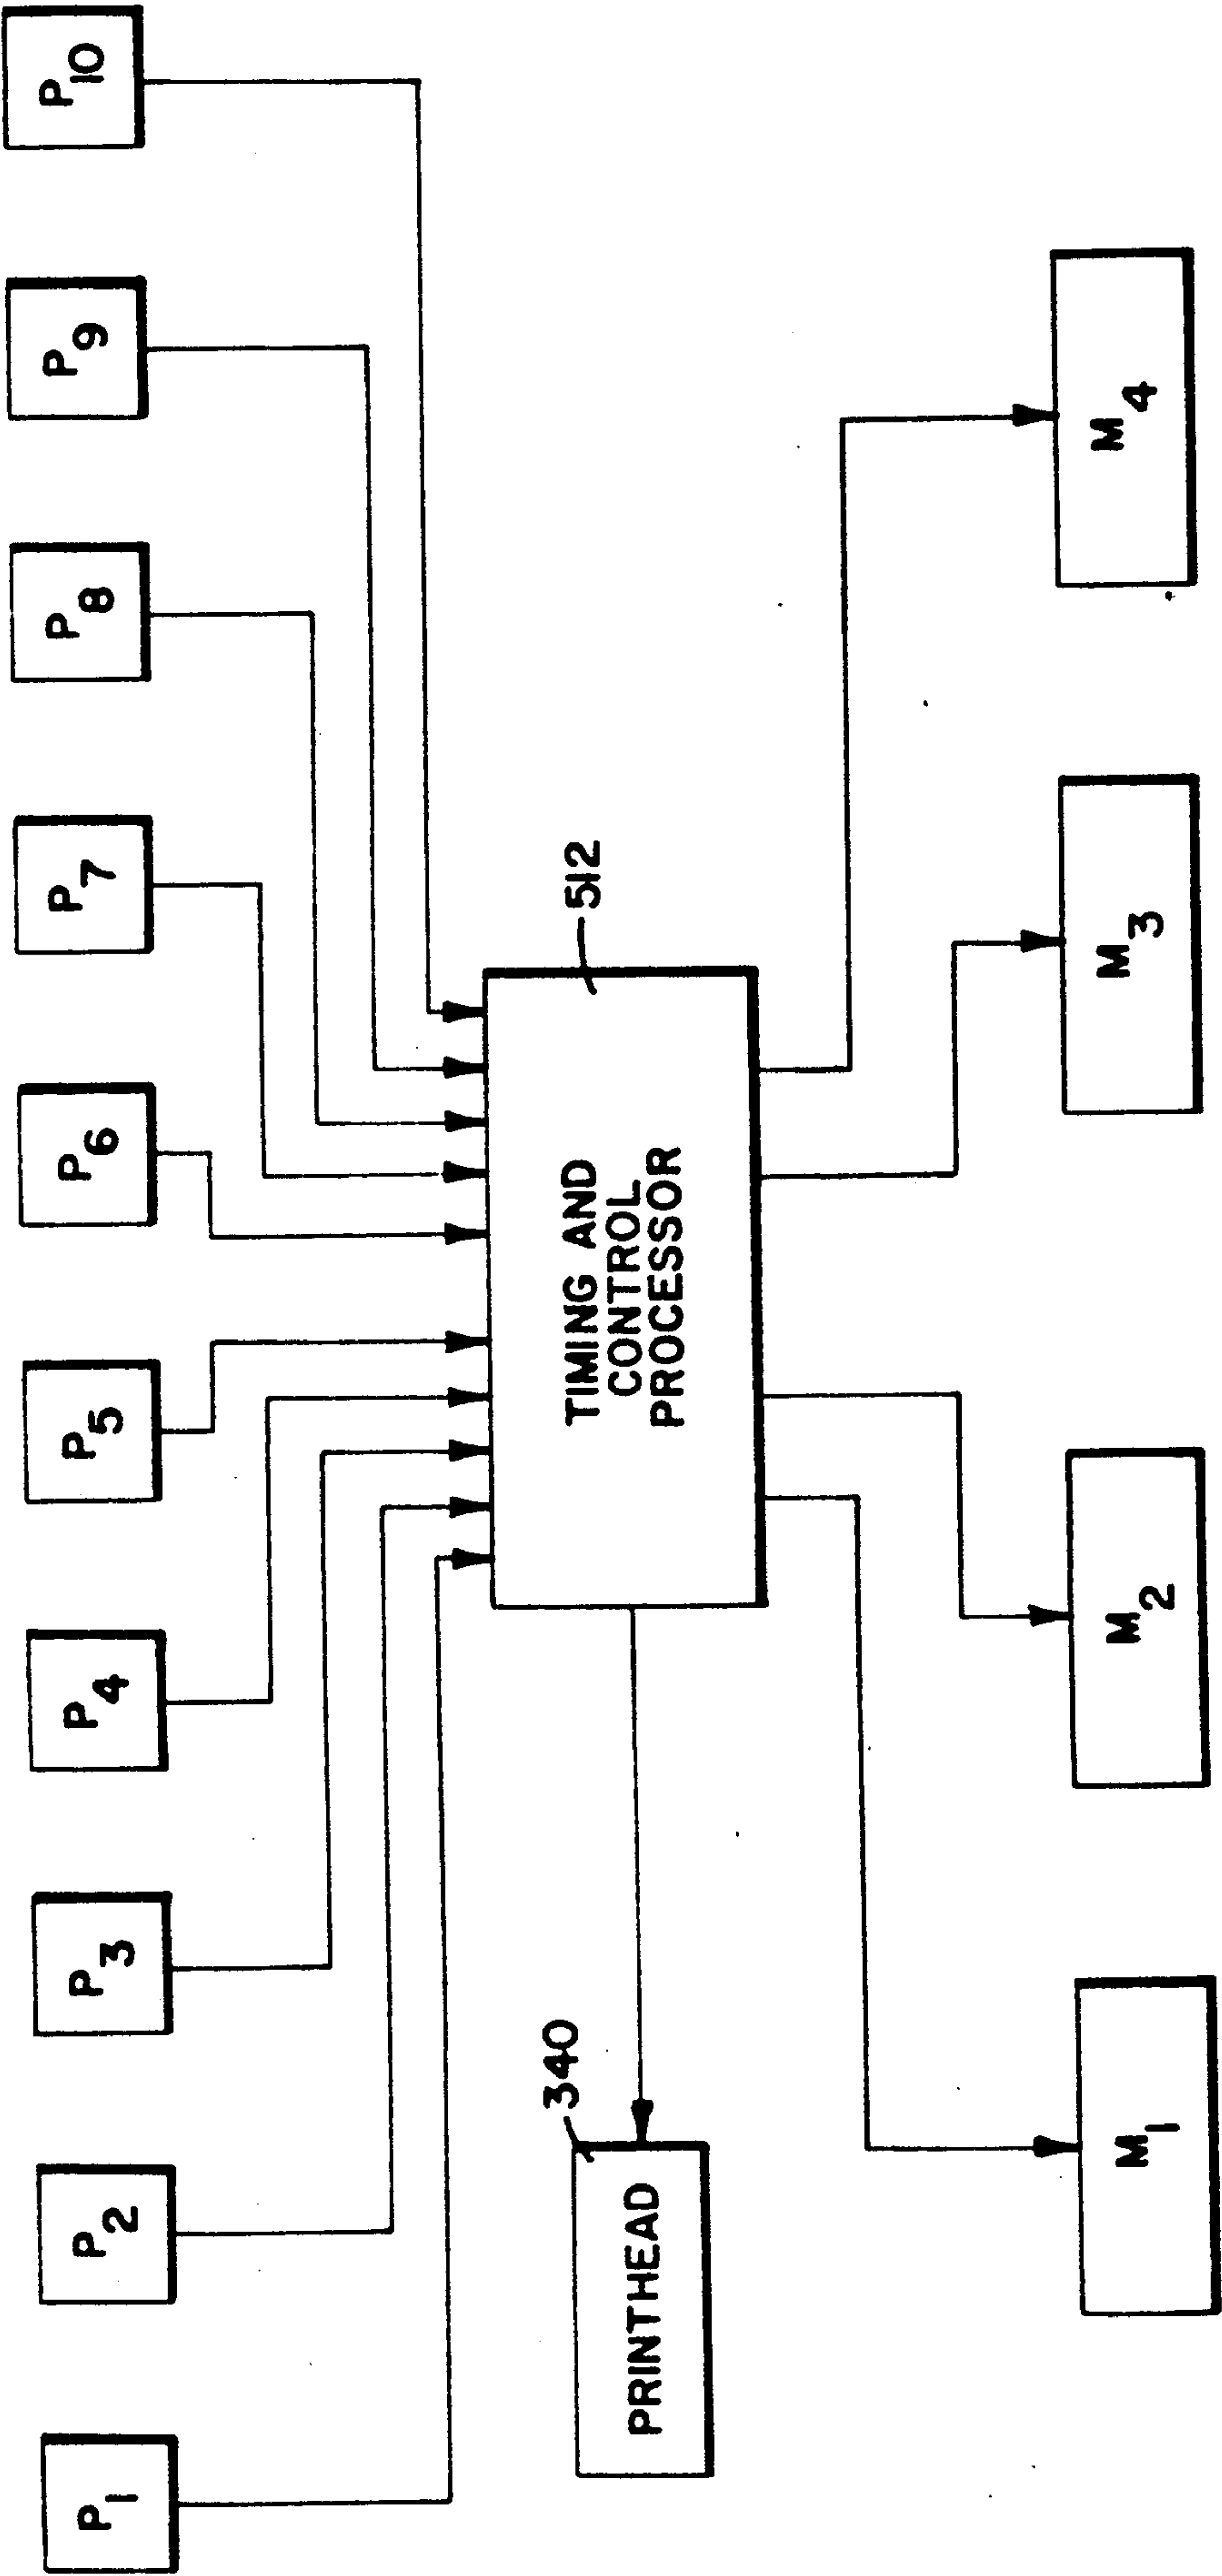 P1
P2
P3
P4
P5
P6
P7
P8
P9
P10
340
PRINTHEAD
TIMING AND
CONTROL
PROCESSOR
512
M1
M2
M3
M4